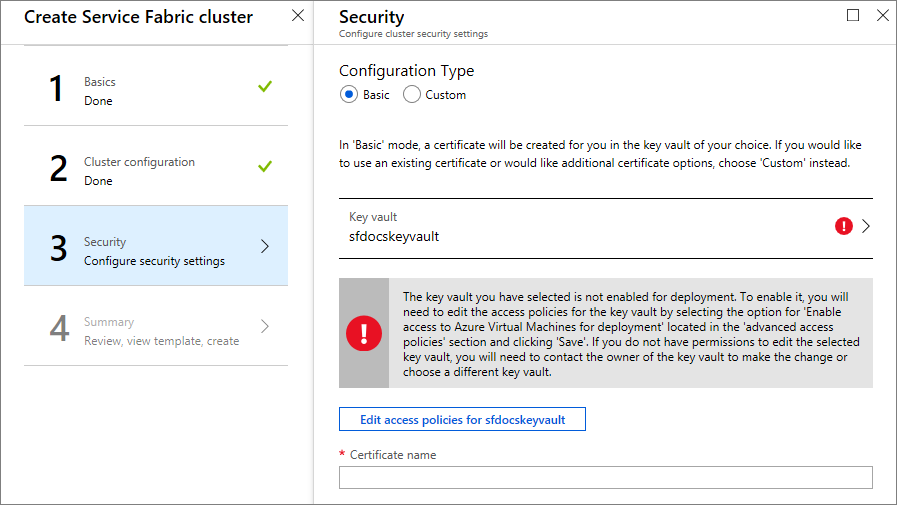 Create Service Fabric cluster
1
Basics
Done
2
Cluster configuration
Done
3
Security
Configure security settings
4
Summary
Review, view template, create
Security
Configure cluster security settings
Configuration Type
Basic
Custom
In 'Basic' mode, a certificate will be created for you in the key vault of your choice. If you would like
to use an existing certificate or would like additional certificate options, choose 'Custom' instead.
Key vault
sfdocskeyvault
The key vault you have selected is not enabled for deployment. To enable it, you will
need to edit the access policies for the key vault by selecting the option for 'Enable
access to Azure Virtual Machines for deployment' located in the 'advanced access
policies' section and clicking 'Save'. If you do not have permissions to edit the selected
key vault, you will need to contact the owner of the key vault to make the change or
choose a different key vault.
Edit access policies for sfdocskeyvault
* Certificate name